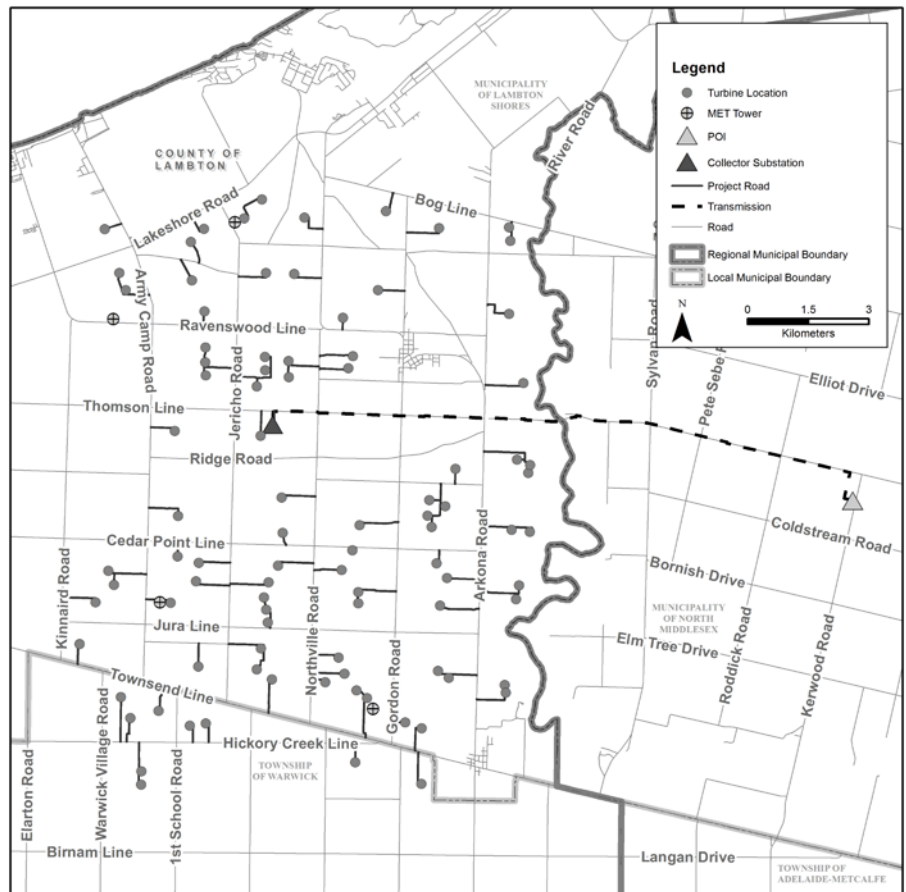 MUNICIPALITY
OF LAMBTON
SHORES
COUNTY OF
LAMBTON
River Road
Lakeshore Road
Bog Line
Legend
Turbine Location
MET Tower
POI
Collector Substation
Project Road
Transmission
Road
Regional Municipal Boundary
Local Municipal Boundary
N
0 1.5 3
Kilometers
Army Camp Road
Ravenswood Line
Jericho Road
Sylvan Road
Elliot Drive
Thomson Line
Ridge Road
Coldstream Road
Cedar Point Line
Arkona Road
Bornish Drive
Kinnaird Road
Northville Road
Jura Line
MUNICIPALITY
OF NORTH
MIDDLESEX
Elm Tree Drive
Roddick Road
Kerwood Road
Gordon Road
Townsend Line
Hickory Creek Line
TOWNSHIP
OF WARWICK
Elarton Road
Warwick Village Road
1st School Road
Birnam Line
Langan Drive
TOWNSHIP OF
ADELAIDE-METCALFE
Pete Sebe